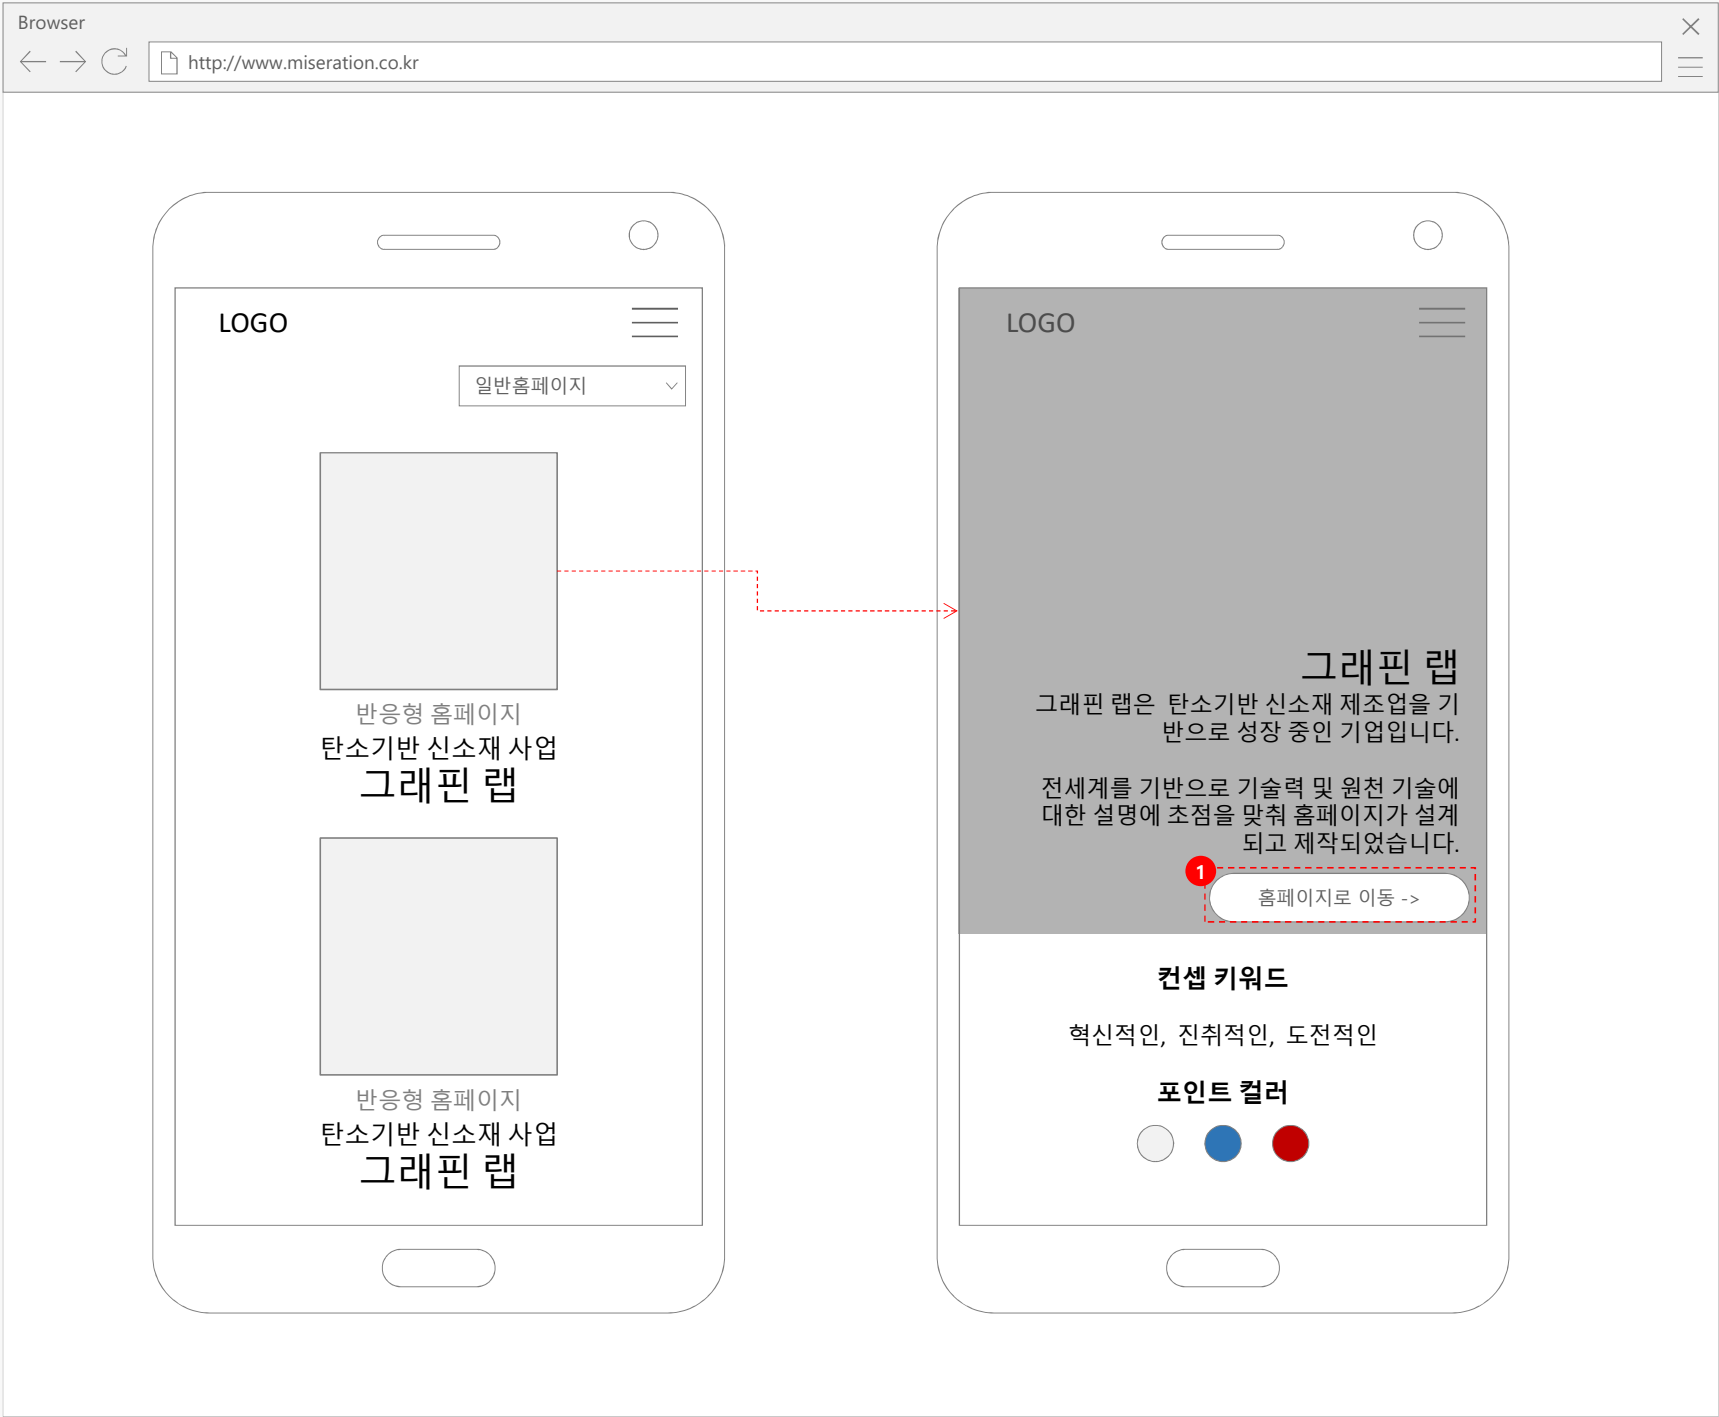 Browser
http://www.miseration.co.kr
LOGO
일반홈페이지
반응형 홈페이지
탄소기반 신소재 사업
그래핀 랩
반응형 홈페이지
탄소기반 신소재 사업
그래핀 랩
LOGO
그래핀 랩
그래핀 랩은 탄소기반 신소재 제조업을 기
반으로 성장 중인 기업입니다.
전세계를 기반으로 기술력 및 원천 기술에
대한 설명에 초점을 맞춰 홈페이지가 설계
되고 제작되었습니다.
1
홈페이지로 이동 ->
컨셉 키워드
혁신적인, 진취적인, 도전적인
포인트 컬러